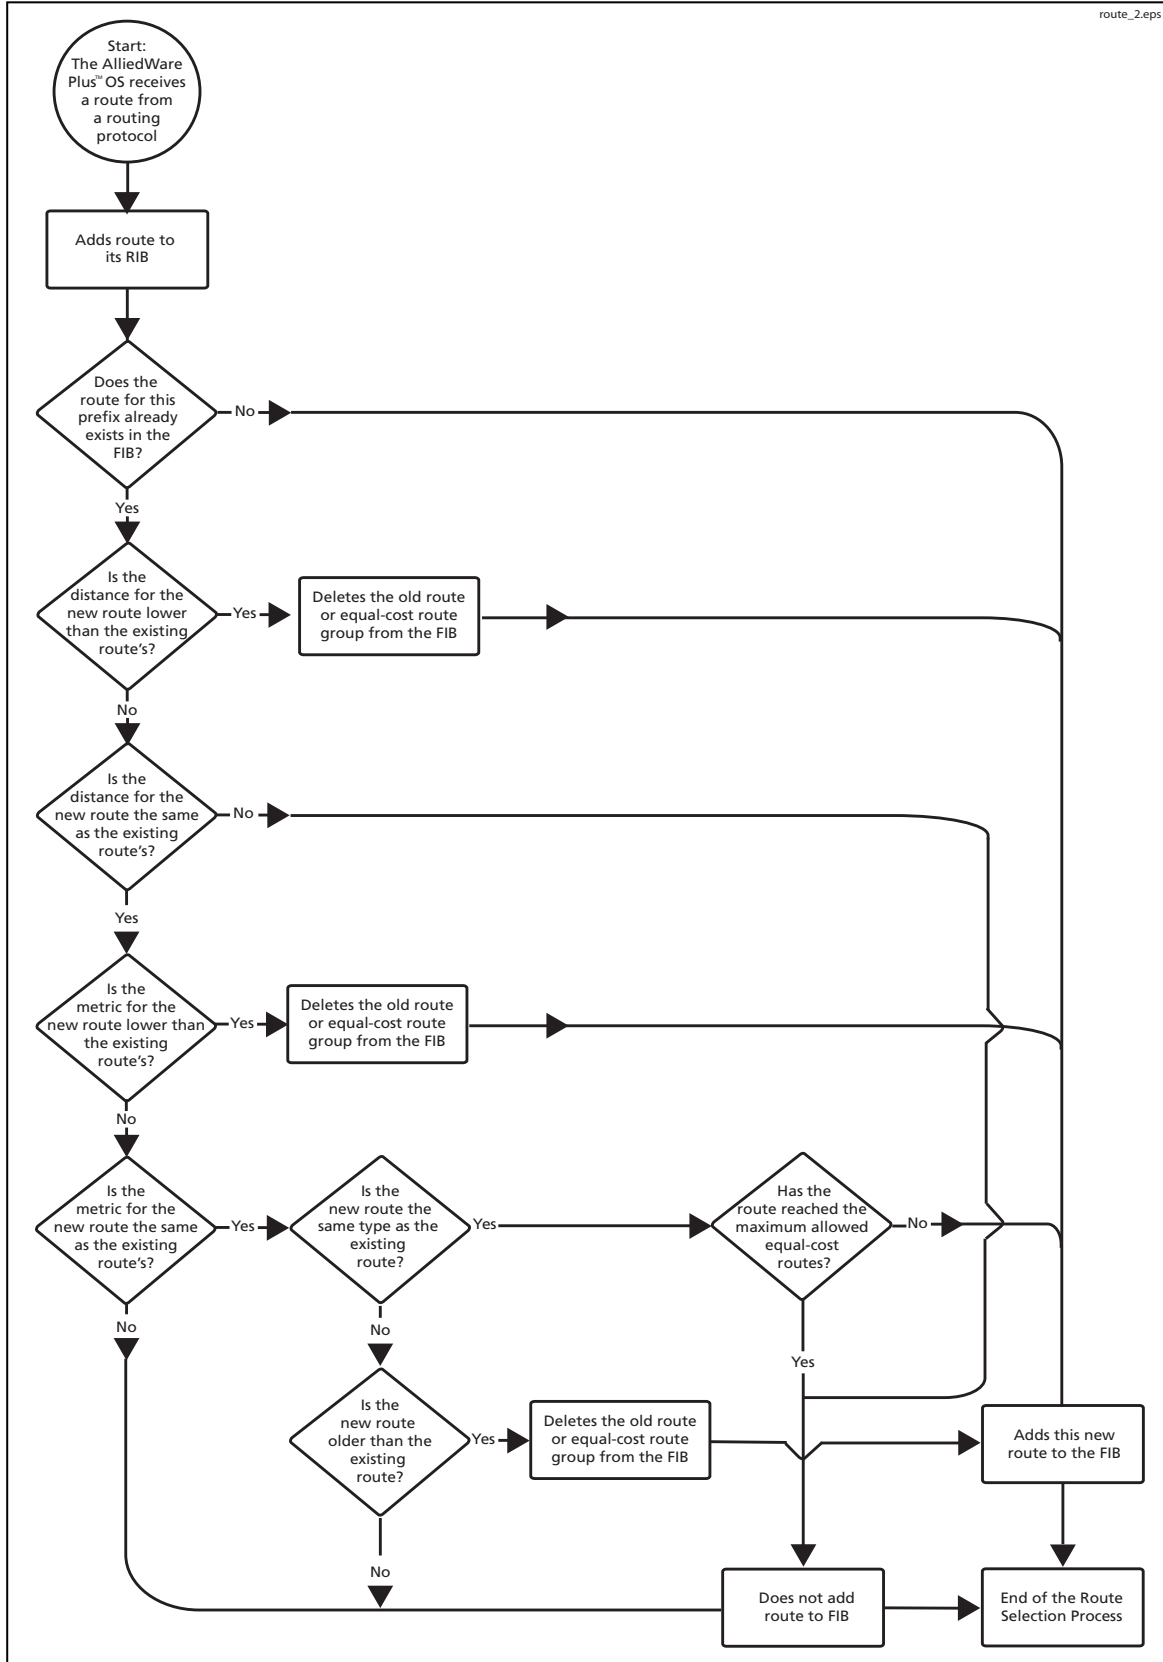 route_2.eps
Start:
The AlliedWare
Plus™ OS receives
a route from
a routing
protocol
Adds route to
its RIB
Does the
route for this
prefix already
exists in the
FIB?
No
Yes
Is the
distance for the
new route lower
than the existing
route's?
Yes
Deletes the old route
or equal-cost route
group from the FIB
No
Is the
distance for the
new route the same
as the existing
route's?
No
Yes
Is the
metric for the
new route lower than
the existing
route's?
Yes
Deletes the old route
or equal-cost route
group from the FIB
No
Is the
metric for the
new route the same
as the existing
route's?
Yes
Is the
new route the
same type as the
existing
route?
Yes
Has the
route reached the
maximum allowed
equal-cost
routes?
No
No
No
Yes
Is the
new route
older than the
existing
route?
Yes
Deletes the old route
or equal-cost route
group from the FIB
Adds this new
route to the FIB
No
Does not add
route to FIB
End of the Route
Selection Process